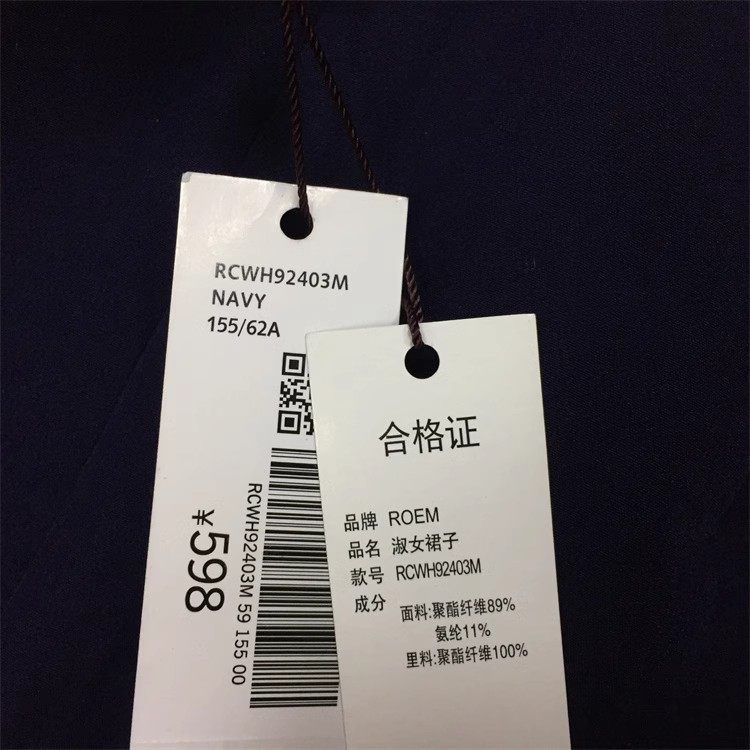 RCWH92403M
NAVY
155/62A
RCWH92403M 59 155 00
¥598
合格证
品牌 ROEM
品名 淑女裙子
款号 RCWH92403M
成分 面料:聚酯纤维89%
氨纶11%
里料:聚酯纤维100%